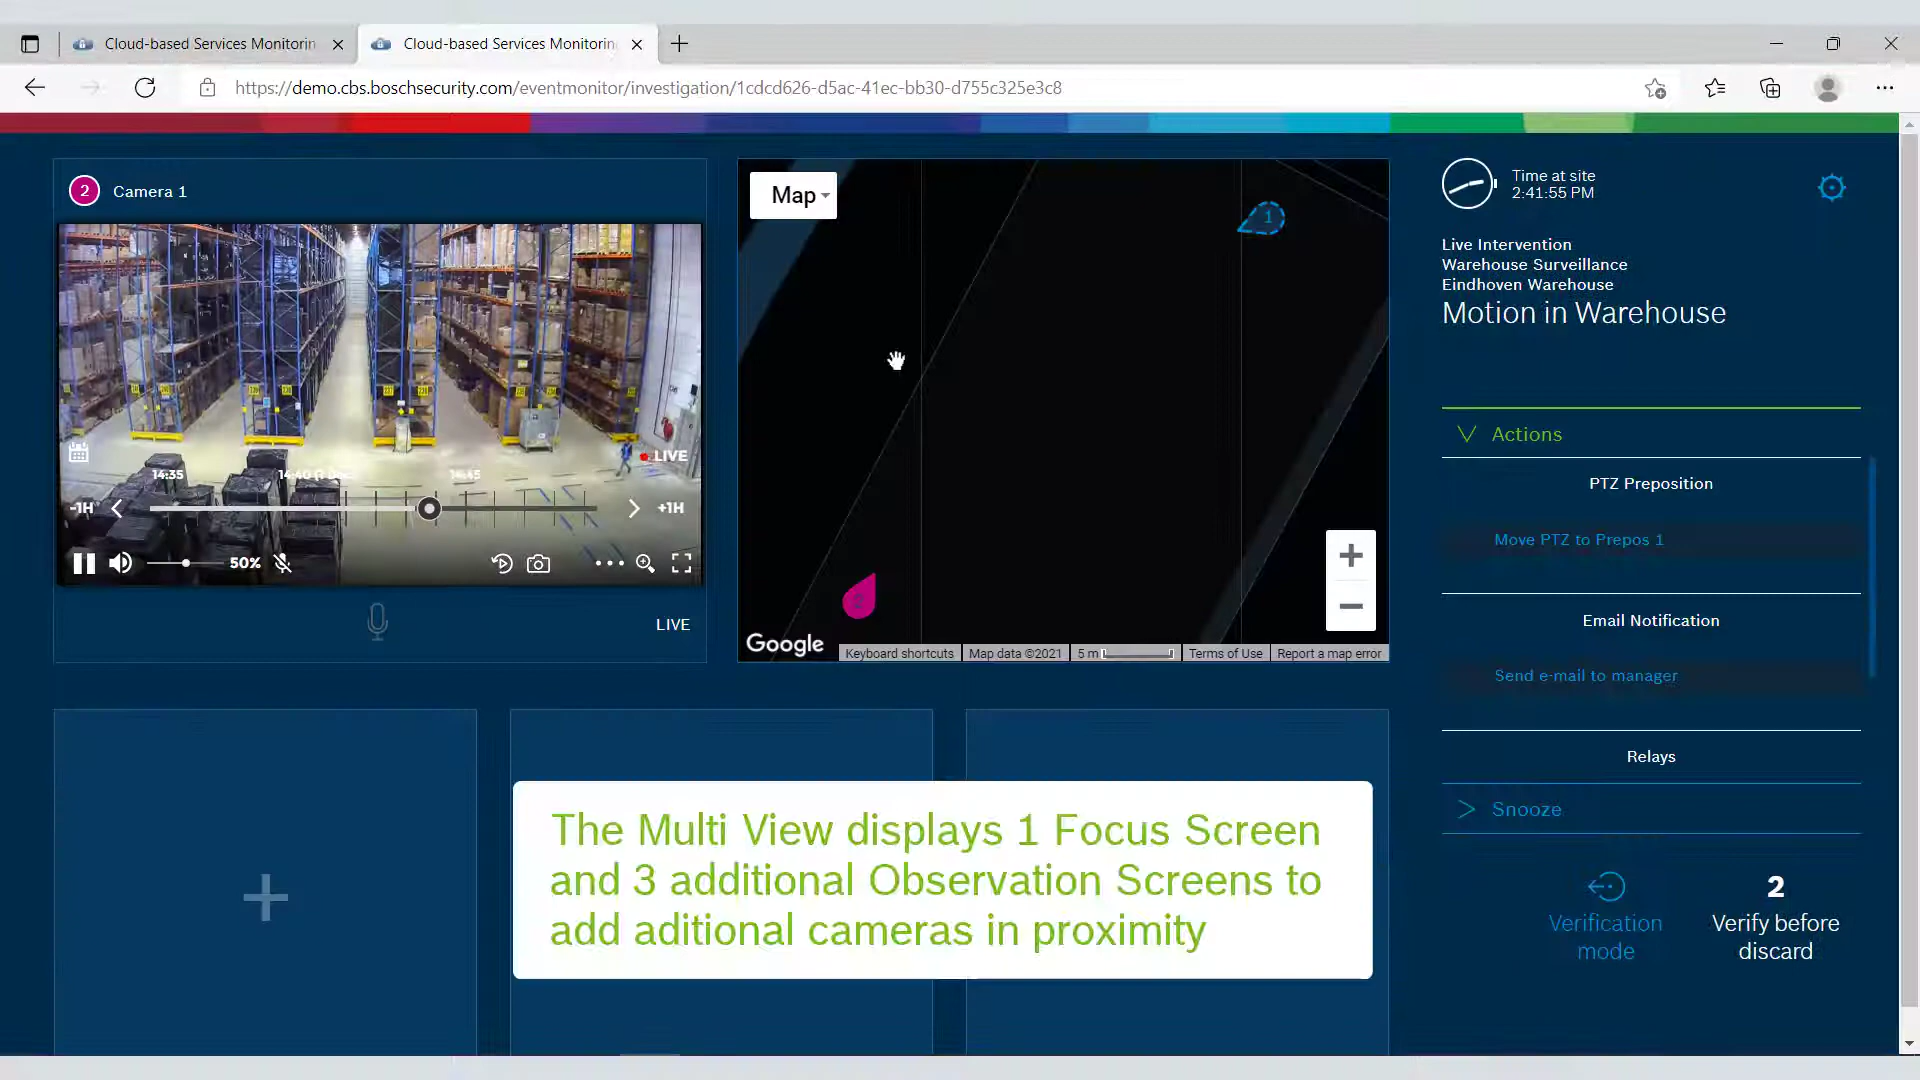 Cloud-based Services Monitorin
Cloud-based Services Monitorin
https://demo.cbs.boschsecurity.com/eventmonitor/investigation/1cdcd626-d5ac-41ec-bb30-d755c325e3c8
2 Camera 1
LIVE
14:35
14:45
-1H
+1H
50%
LIVE
Map
1
2
Google
Keyboard shortcuts
Map data ©2021
5 m
Terms of Use
Report a map error
Time at site
2:41:55 PM
Live Intervention
Warehouse Surveillance
Eindhoven Warehouse
Motion in Warehouse
Actions
PTZ Preposition
Move PTZ to Prepos 1
Email Notification
Send e-mail to manager
Relays
Snooze
Verification
mode
2
Verify before
discard
The Multi View displays 1 Focus Screen
and 3 additional Observation Screens to
add aditional cameras in proximity